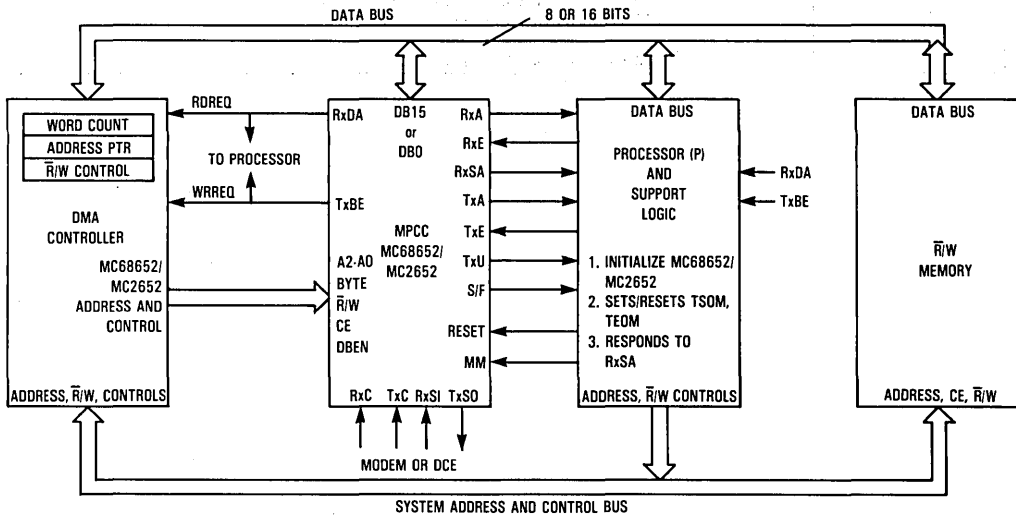 DATA BUS
8 OR 16 BITS
WORD COUNT
ADDRESS PTR
R̅/W CONTROL
DMA
CONTROLLER
MC68652/
MC2652
ADDRESS AND
CONTROL
ADDRESS, R̅/W, CONTROLS
RDREQ
TO PROCESSOR
WRREQ
RxDA
TxBE
DB15
or
DB0
MPCC
MC68652/
MC2652
A2-A0
BYTE
R̅/W
CE
DBEN
RxA
RxE
RxSA
TxA
TxE
TxU
S/F
RESET
MM
RxC TxC RxSI TxSO
MODEM OR DCE
DATA BUS
PROCESSOR (P)
AND
SUPPORT
LOGIC
1. INITIALIZE MC68652/
MC2652
2. SETS/RESETS TSOM,
TEOM
3. RESPONDS TO
RxSA
ADDRESS, R̅/W CONTROLS
RxDA
TxBE
DATA BUS
R̅/W
MEMORY
ADDRESS, CE, R̅/W
SYSTEM ADDRESS AND CONTROL BUS